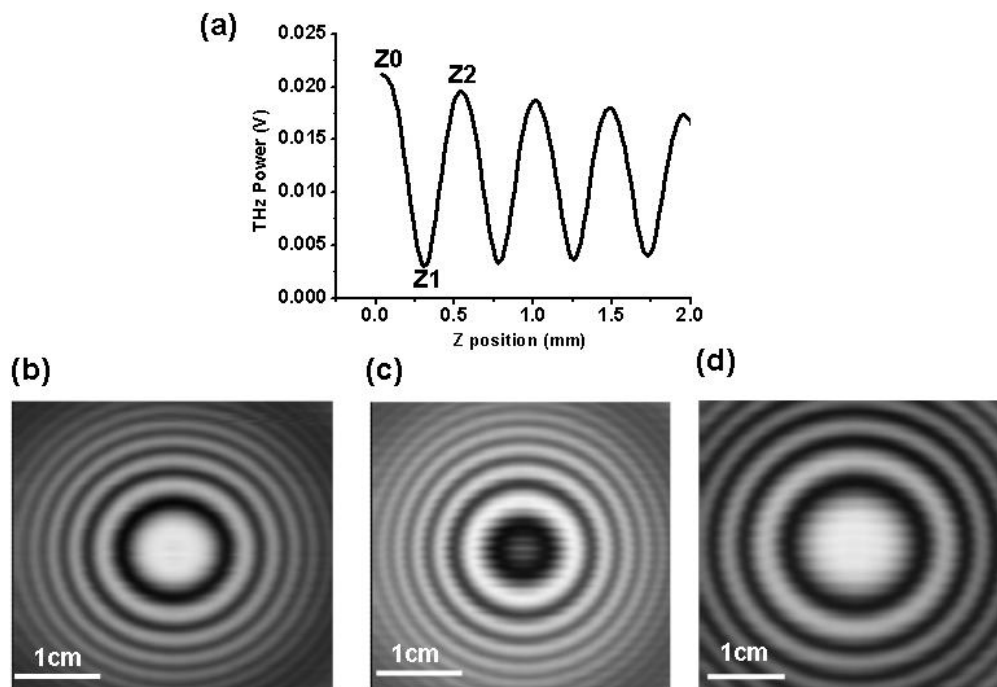 (a)
0.025
0.020
0.015
0.010
0.005
0.000
THz Power (V)
Z0
Z2
Z1
0.0 0.5 1.0 1.5 2.0
Z position (mm)
(b) (c) (d)
1cm 1cm 1cm